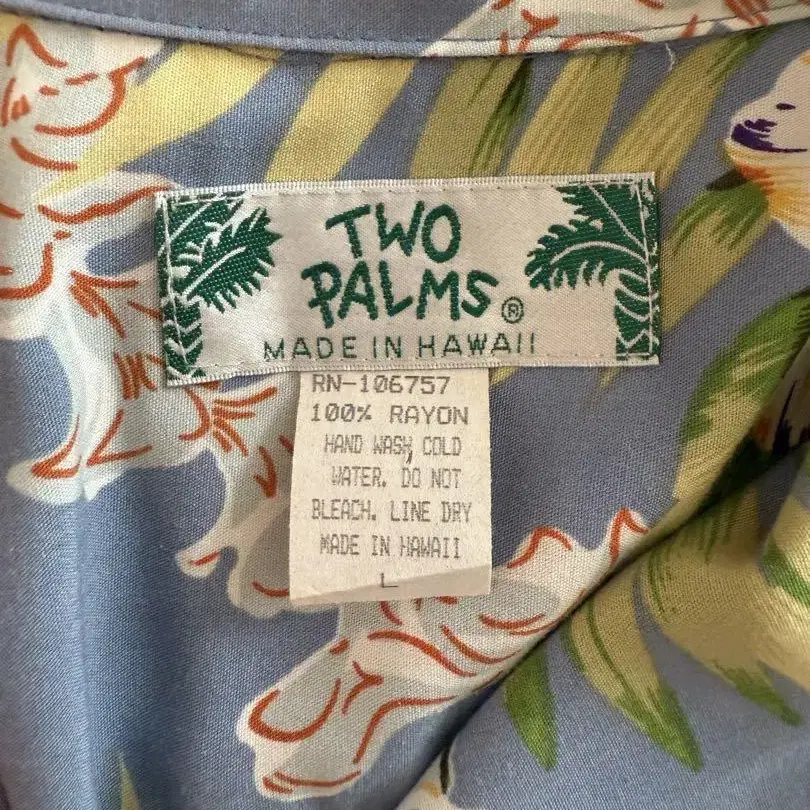 TWO
PALMS®
MADE IN HAWAII
RN-106757
100% RAYON
HAND WASH, COLD
WATER. DO NOT
BLEACH. LINE DRY
MADE IN HAWAII
L